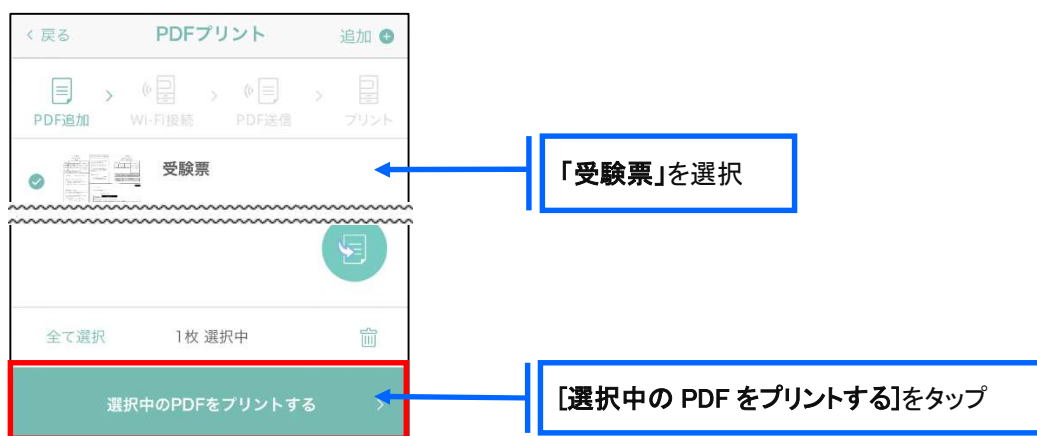 < 戻る PDFプリント 追加
PDF追加 Wi-Fi接続 PDF送信 プリント
受験票
「受験票」を選択
全て選択 1枚 選択中
選択中のPDFをプリントする >
[選択中の PDF をプリントする]をタップ